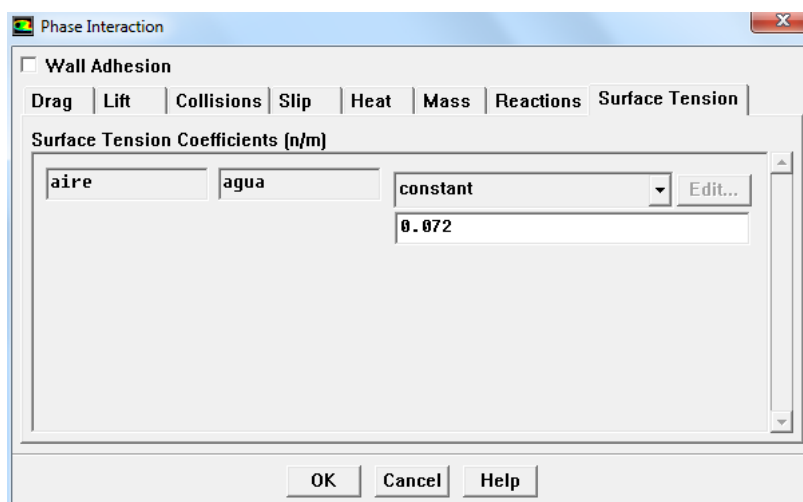 Phase Interaction
Wall Adhesion
Drag Lift Collisions Slip Heat Mass Reactions Surface Tension
Surface Tension Coefficients (n/m)
aire agua constant Edit...
0.072
OK Cancel Help